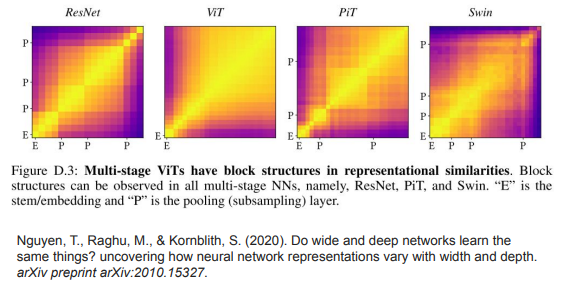 ResNet ViT PiT Swin
P P P P
P P
P P P
E E E E
E P P P E E P P E P P P
Figure D.3: Multi-stage ViTs have block structures in representational similarities. Block
structures can be observed in all multi-stage NNs, namely, ResNet, PiT, and Swin. “E” is the
stem/embedding and “P” is the pooling (subsampling) layer.
Nguyen, T., Raghu, M., & Kornblith, S. (2020). Do wide and deep networks learn the
same things? uncovering how neural network representations vary with width and depth.
arXiv preprint arXiv:2010.15327.